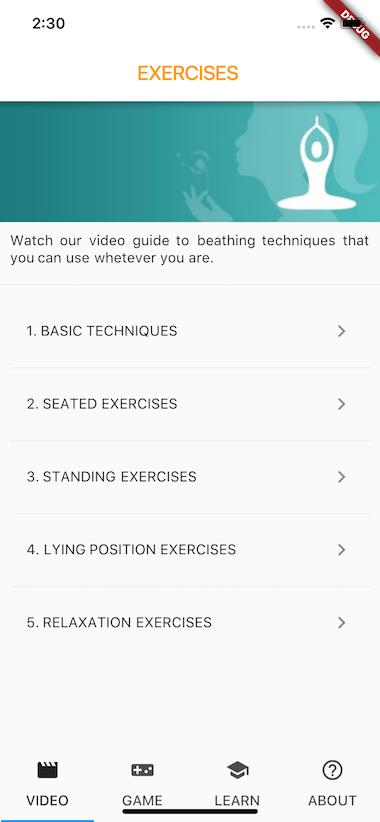 2:30
DEBUG
EXERCISES
Watch our video guide to beathing techniques that
you can use whetever you are.
1. BASIC TECHNIQUES
2. SEATED EXERCISES
3. STANDING EXERCISES
4. LYING POSITION EXERCISES
5. RELAXATION EXERCISES
VIDEO GAME LEARN ABOUT